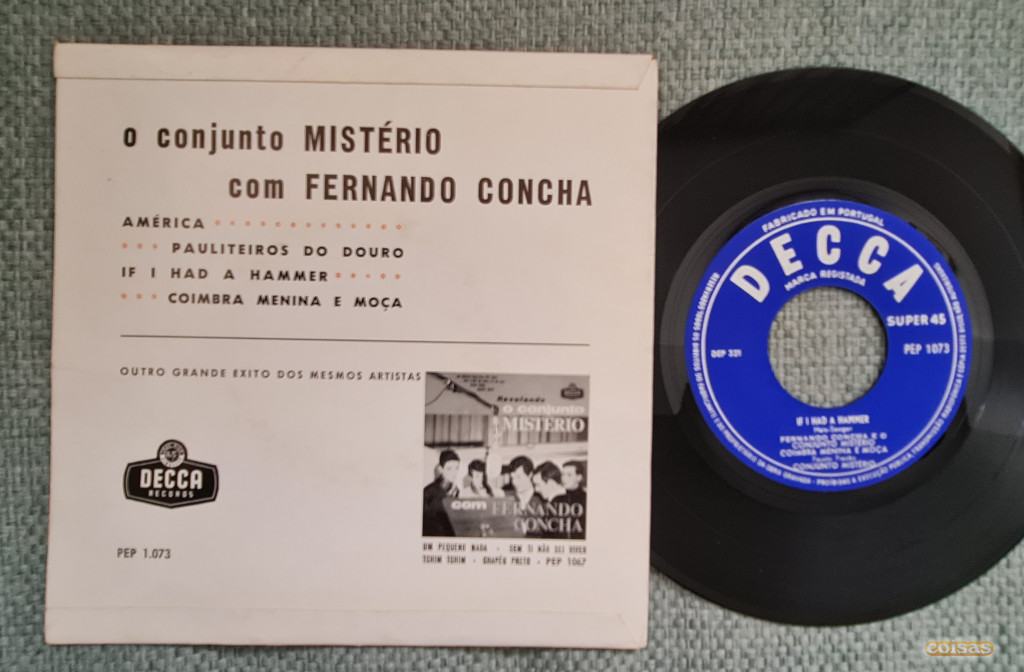 o conjunto MISTÉRIO
com FERNANDO CONCHA
AMÉRICA
PAULITEIROS DO DOURO
IF I HAD A HAMMER
COIMBRA MENINA E MOÇA
OUTRO GRANDE EXITO DOS MESMOS ARTISTAS
Revelando
o conjunto
MISTÉRIO
com FERNANDO
CONCHA
UM PEQUENO NADA - SEM TI NÃO SEI VIVER
TCHIM TCHIM - CHAPÉU PRETO - PEP 1067
DECCA
RECORDS
PEP 1.073
FABRICADO EM PORTUGAL
DECCA
MARCA REGISTADA
SUPER 45
DEP 331
PEP 1073
IF I HAD A HAMMER
FERNANDO CONCHA E O
CONJUNTO MISTÉRIO
COIMBRA MENINA E MOÇA
CONJUNTO MISTÉRIO
coisas